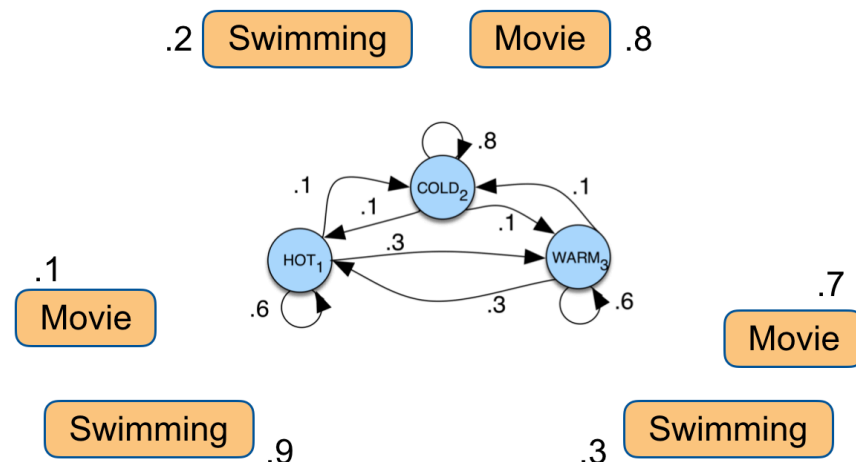 .2 Swimming Movie .8
.8
COLD2
.1 .1 .1 .1
.3
HOT1 WARM3
.1 .7
Movie .6 .3 .6 Movie
Swimming .9 .3 Swimming